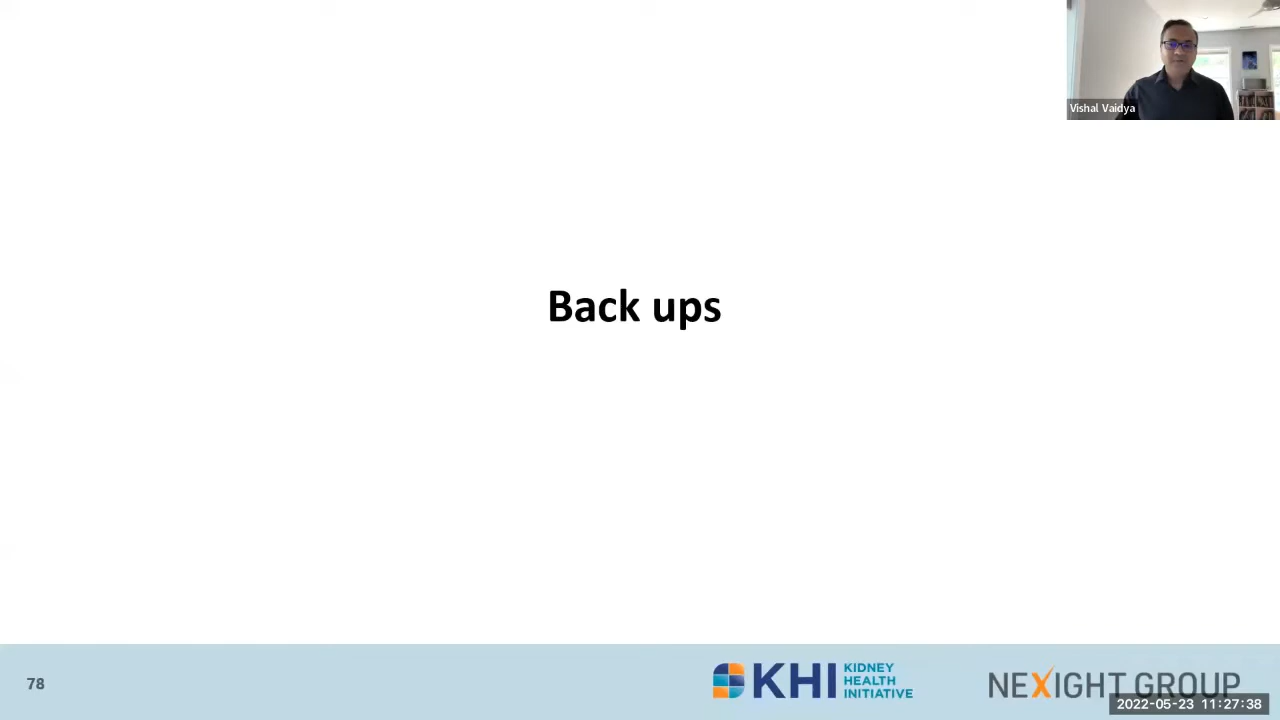 Vishal Vaidya
Back ups
78
KHI KIDNEY
HEALTH
INITIATIVE
NEXIGHT GROUP
2022-05-23 11:27:38